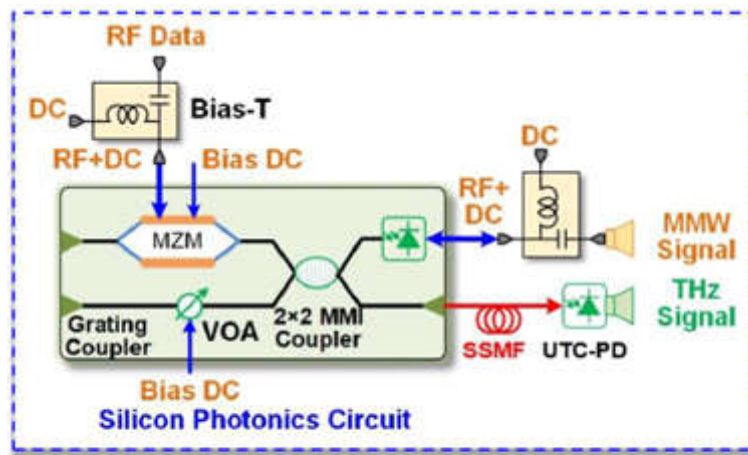 RF Data
DC
Bias-T
DC
RF+DC
Bias DC
RF+
DC
MMW
Signal
MZM
THz
Signal
Grating
Coupler
VOA
2×2 MMI
Coupler
SSMF
UTC-PD
Bias DC
Silicon Photonics Circuit